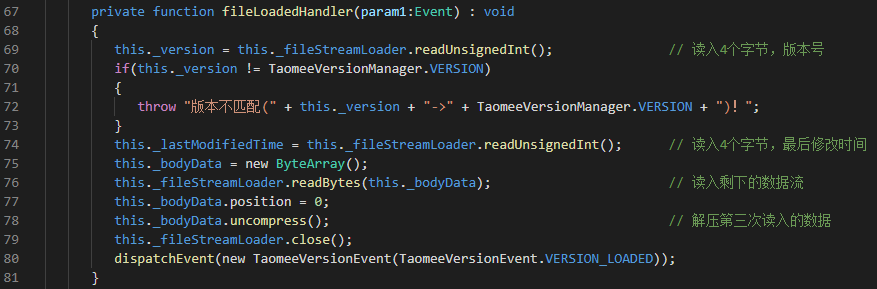 67 private function fileLoadedHandler(param1:Event) : void
68 {
69 this._version = this._fileStreamLoader.readUnsignedInt(); // 读入4个字节，版本号
70 if(this._version != TaomeeVersionManager.VERSION)
71 {
72 throw "版本不匹配(" + this._version + "->" + TaomeeVersionManager.VERSION + ")！";
73 }
74 this._lastModifiedTime = this._fileStreamLoader.readUnsignedInt(); // 读入4个字节，最后修改时间
75 this._bodyData = new ByteArray();
76 this._fileStreamLoader.readBytes(this._bodyData); // 读入剩下的数据流
77 this._bodyData.position = 0;
78 this._bodyData.uncompress(); // 解压第三次读入的数据
79 this._fileStreamLoader.close();
80 dispatchEvent(new TaomeeVersionEvent(TaomeeVersionEvent.VERSION_LOADED));
81 }